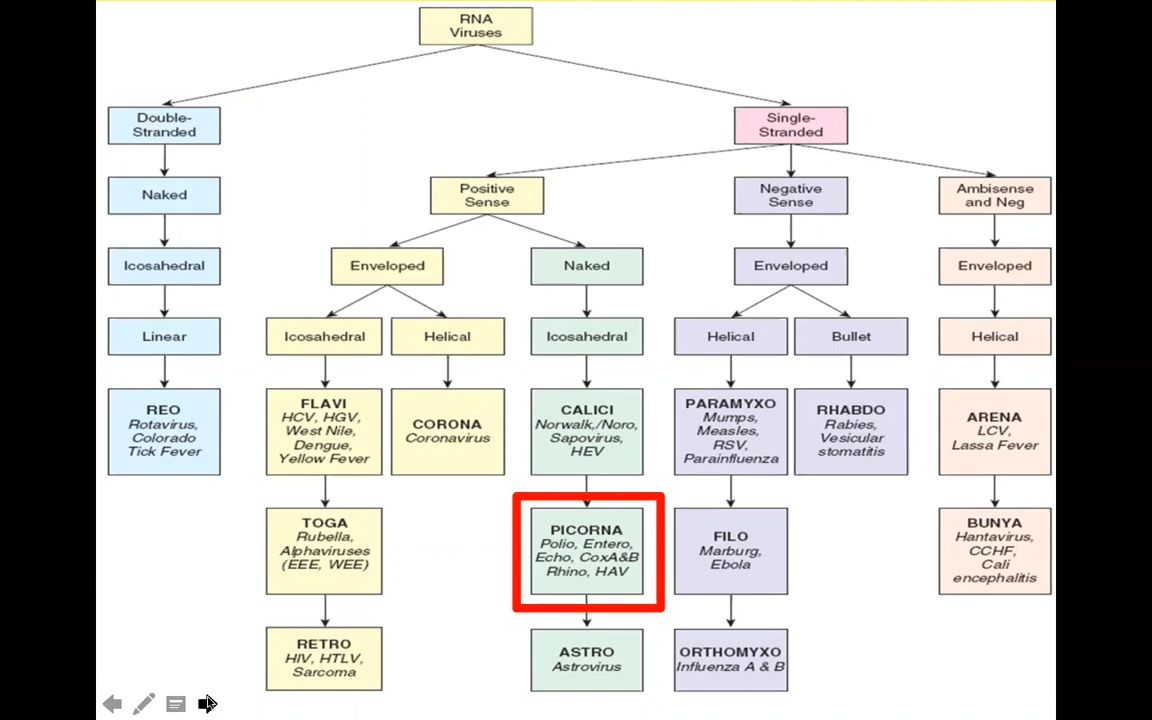 RNA
Viruses
Double-
Stranded
Single-
Stranded
Naked
Positive
Sense
Negative
Sense
Ambisense
and Neg
Icosahedral
Enveloped
Naked
Enveloped
Enveloped
Linear
Icosahedral
Helical
Icosahedral
Helical
Bullet
Helical
REO
Rotavirus,
Colorado
Tick Fever
FLAVI
HCV, HGV,
West Nile,
Dengue,
Yellow Fever
CORONA
Coronavirus
CALICI
Norwalk,/Noro,
Sapovirus,
HEV
PARAMYXO
Mumps,
Measles,
RSV,
Parainfluenza
RHABDO
Rabies,
Vesicular
stomatitis
ARENA
LCV,
Lassa Fever
TOGA
Rubella,
Alphaviruses
(EEE, WEE)
PICORNA
Polio, Entero,
Echo, CoxA&B
Rhino, HAV
FILO
Marburg,
Ebola
BUNYA
Hantavirus,
CCHF,
Cali
encephalitis
RETRO
HIV, HTLV,
Sarcoma
ASTRO
Astrovirus
ORTHOMYXO
Influenza A & B